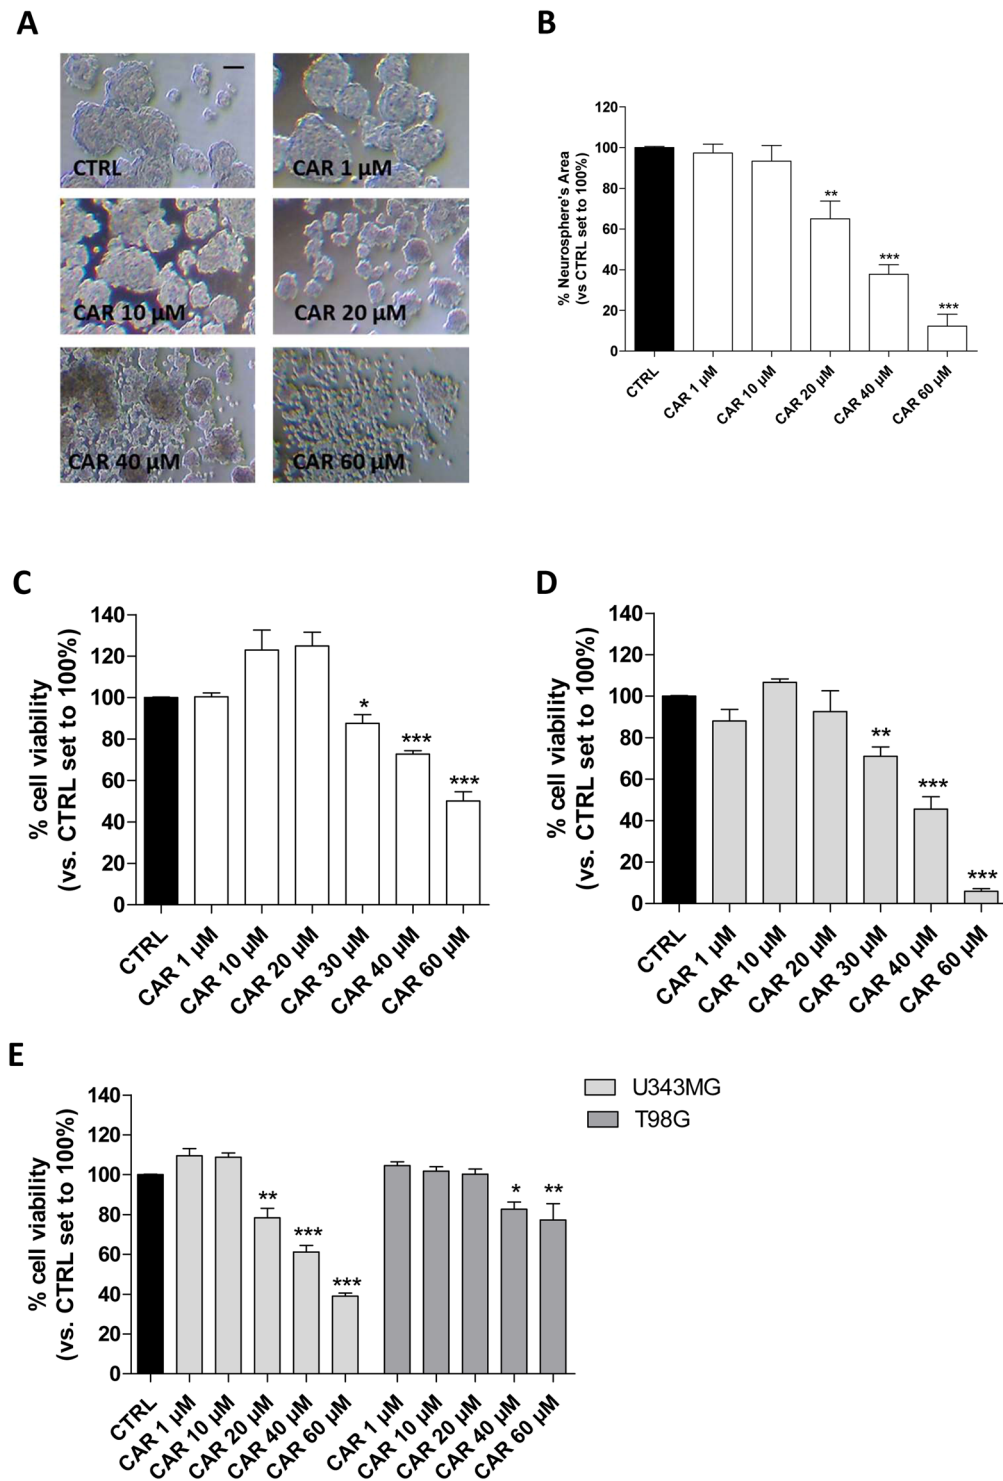 A
CTRL
CAR 1 µM
CAR 10 µM
CAR 20 µM
CAR 40 µM
CAR 60 µM
B
% Neurosphere's Area
(vs CTRL set to 100%)
120
100
80
60
40
20
0
**
***
***
CTRL
CAR 1 µM
CAR 10 µM
CAR 20 µM
CAR 40 µM
CAR 60 µM
C
% cell viability
(vs. CTRL set to 100%)
140
120
100
80
60
40
20
0
*
***
***
CTRL
CAR 1 µM
CAR 10 µM
CAR 20 µM
CAR 30 µM
CAR 40 µM
CAR 60 µM
D
% cell viability
(vs. CTRL set to 100%)
140
120
100
80
60
40
20
0
**
***
***
CTRL
CAR 1 µM
CAR 10 µM
CAR 20 µM
CAR 30 µM
CAR 40 µM
CAR 60 µM
E
% cell viability
(vs. CTRL set to 100%)
140
120
100
80
60
40
20
0
**
***
***
*
**
CTRL
CAR 1 µM
CAR 10 µM
CAR 20 µM
CAR 40 µM
CAR 60 µM
CAR 1 µM
CAR 10 µM
CAR 20 µM
CAR 40 µM
CAR 60 µM
U343MG
T98G